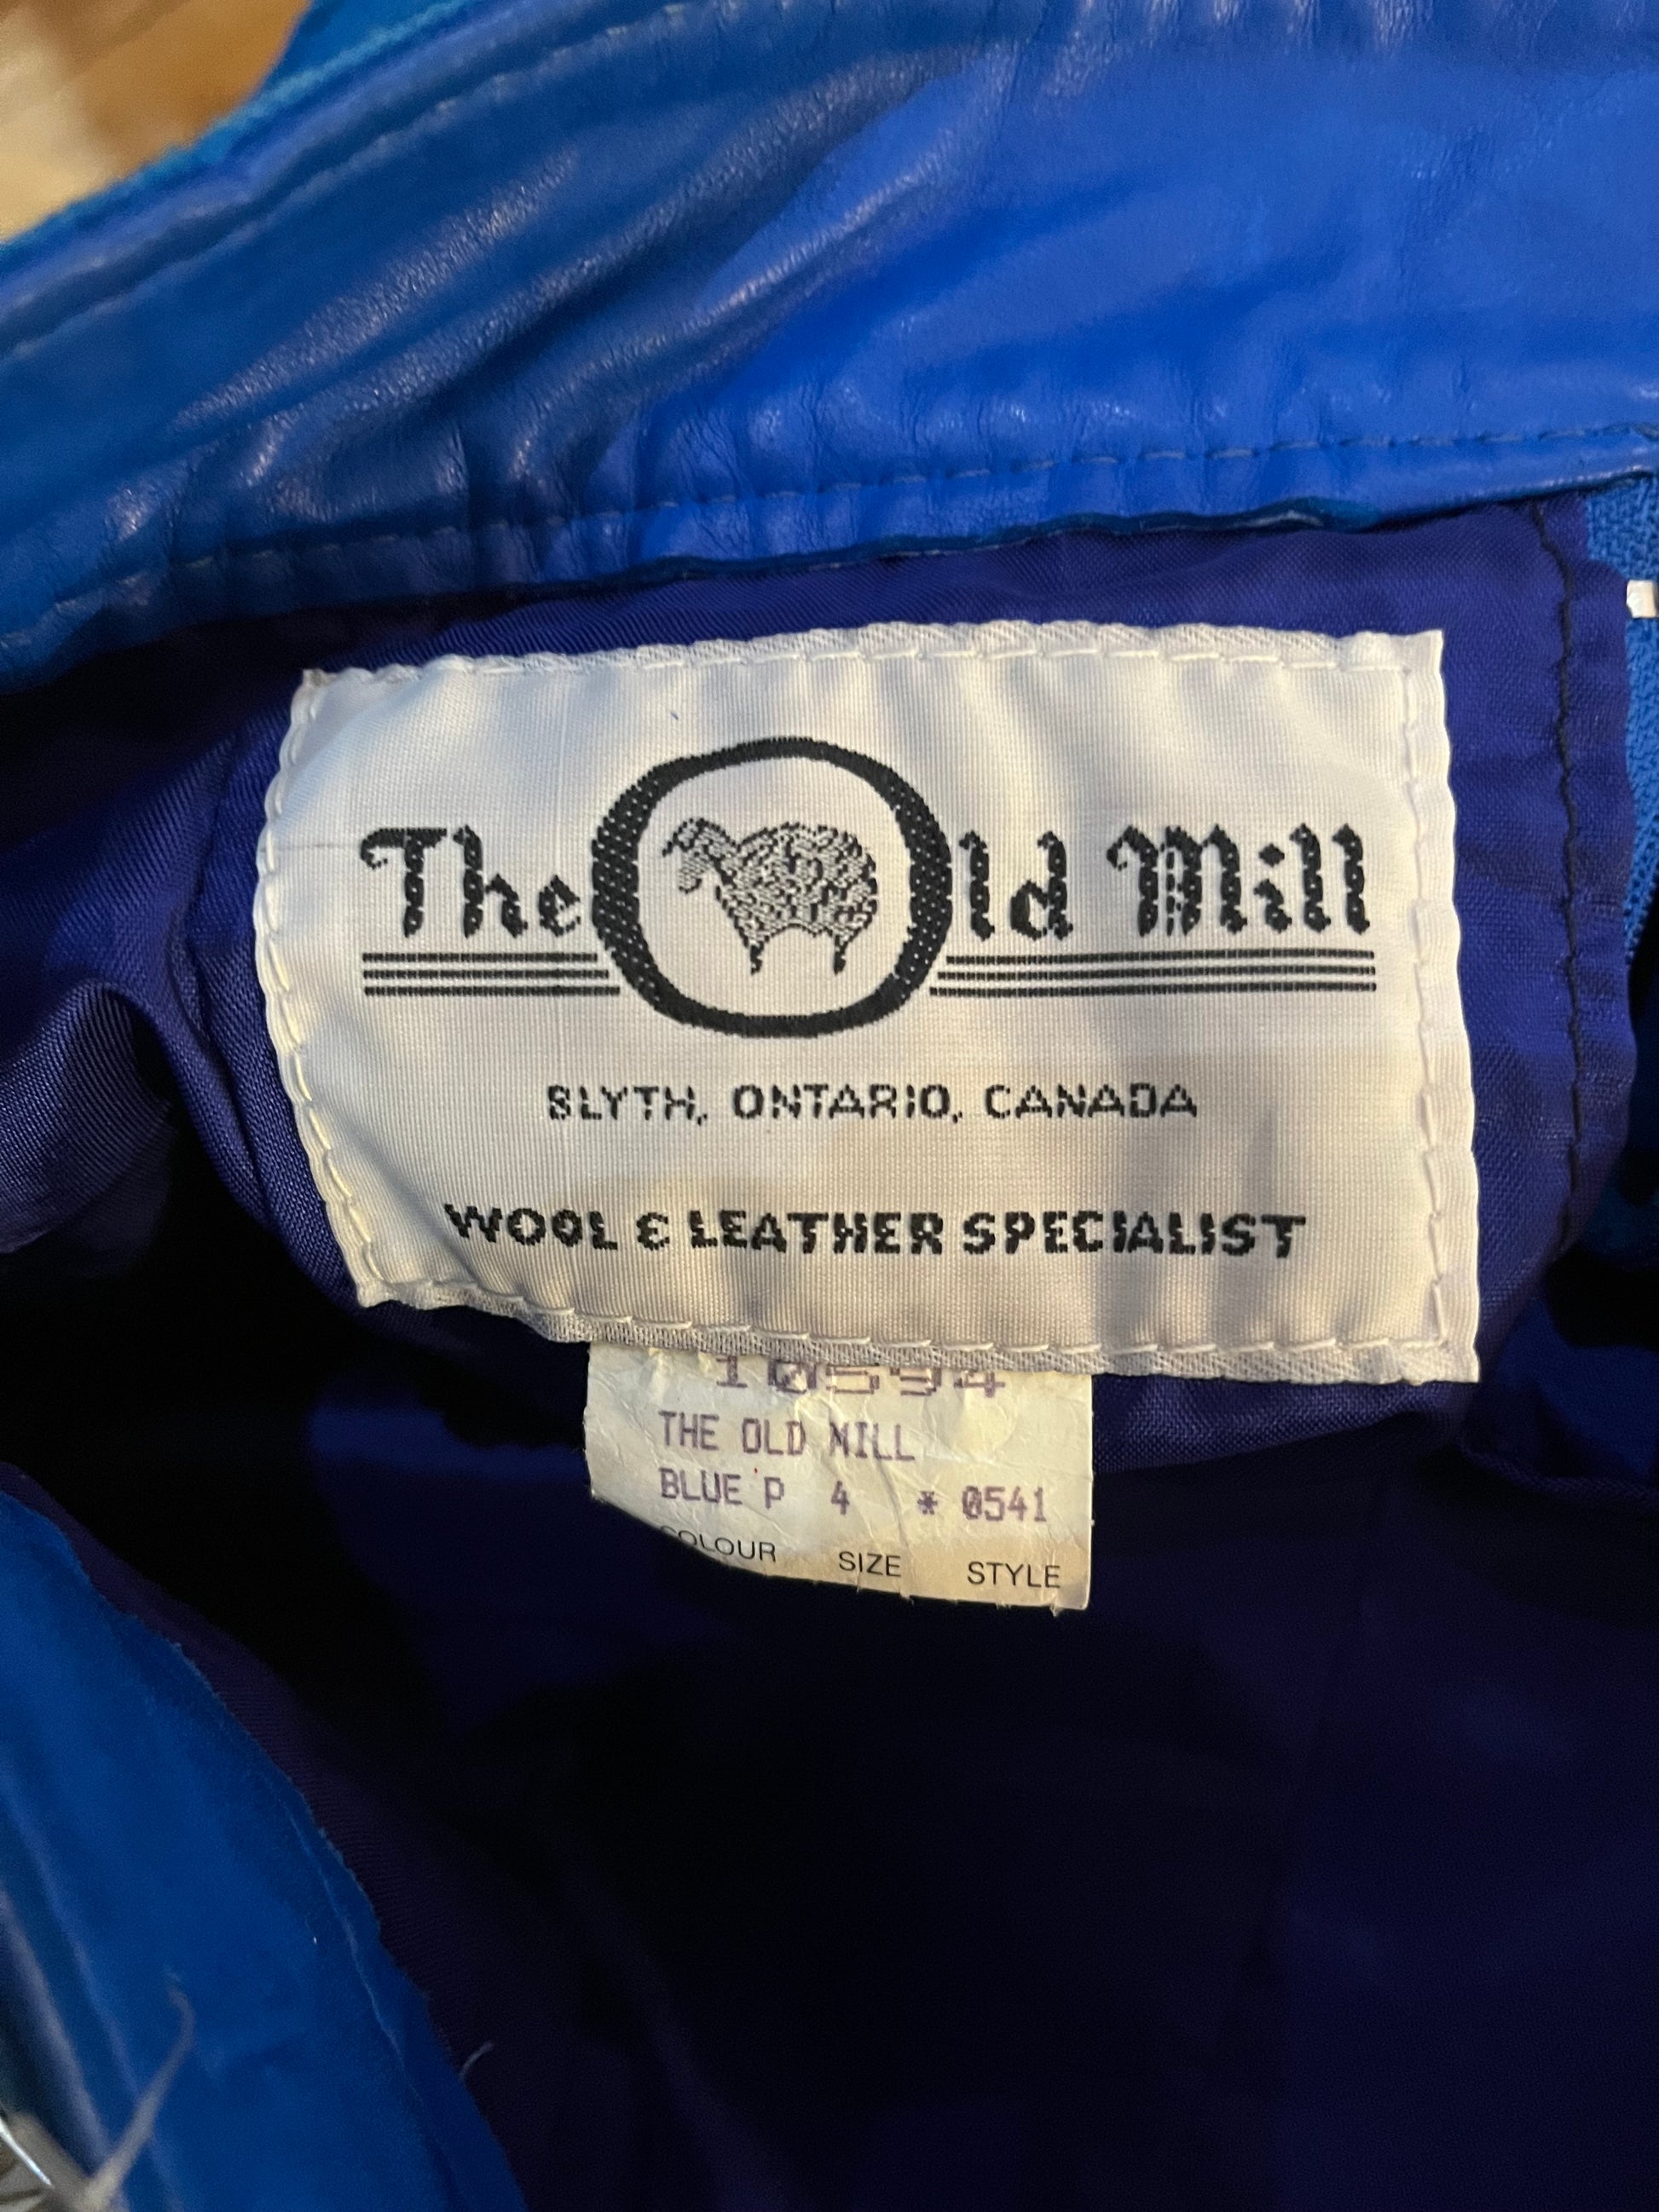 The Old Mill
BLYTH, ONTARIO, CANADA
WOOL & LEATHER SPECIALIST
10594
THE OLD MILL
BLUE P 4 * 0541
COLOUR SIZE STYLE